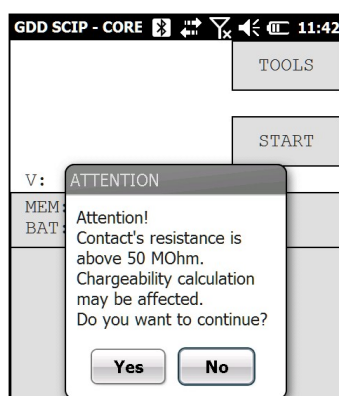 GDD SCIP - CORE 11:42
TOOLS
START
V:
MEM:
BAT:
ATTENTION
Attention!
Contact's resistance is
above 50 MOhm.
Chargeability calculation
may be affected.
Do you want to continue?
Yes No